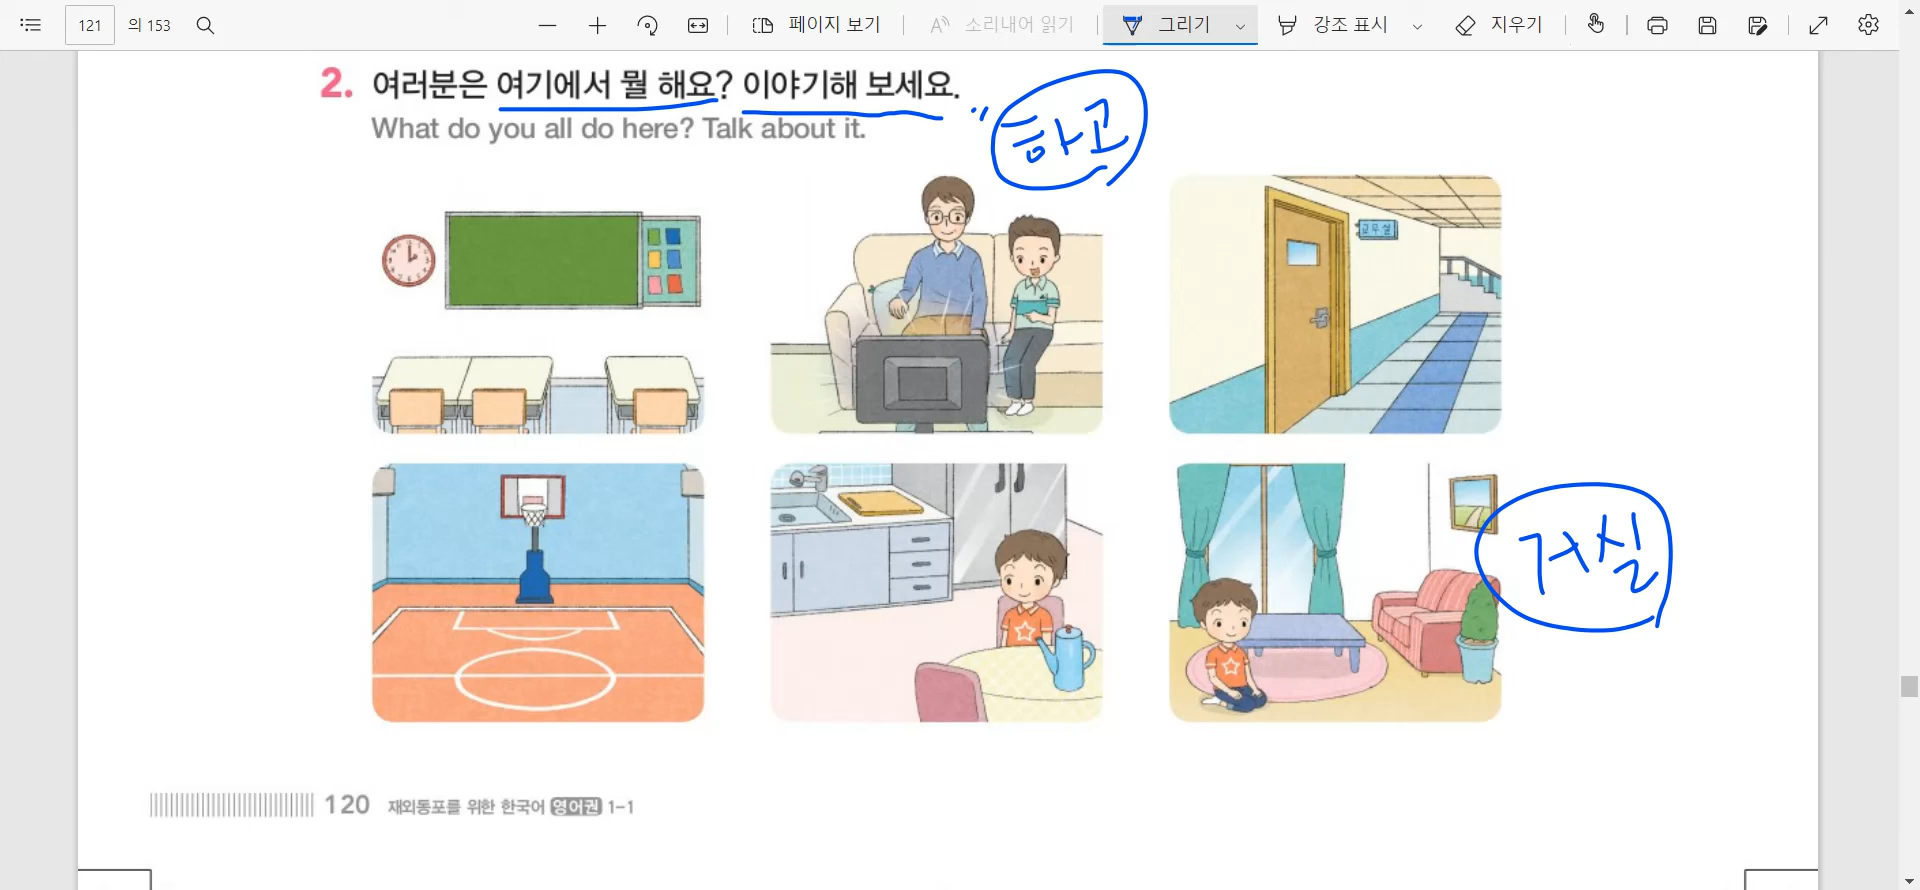 121 의 153 페이지 보기 소리내어 읽기 그리기 강조 표시 지우기
2. 여러분은 여기에서 뭘 해요? 이야기해 보세요.
What do you all do here? Talk about it.
하고
교무실
거실
120 재외동포를 위한 한국어 영어권 1-1